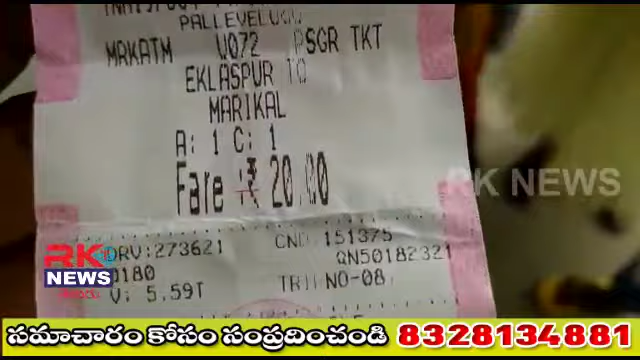 PALLEVELUGU
MRKATM V072 PSGR TKT
EKLASPUR TO
MARIKAL
A: 1 C: 1
Fare :₹ 20.00
DRV:273621 CND 151375
0180 QN50182321
V: 5.59T TRIP NO-08
RK NEWS
RK
NEWS
సమాచారం కోసం సంప్రదించండి 8328134881